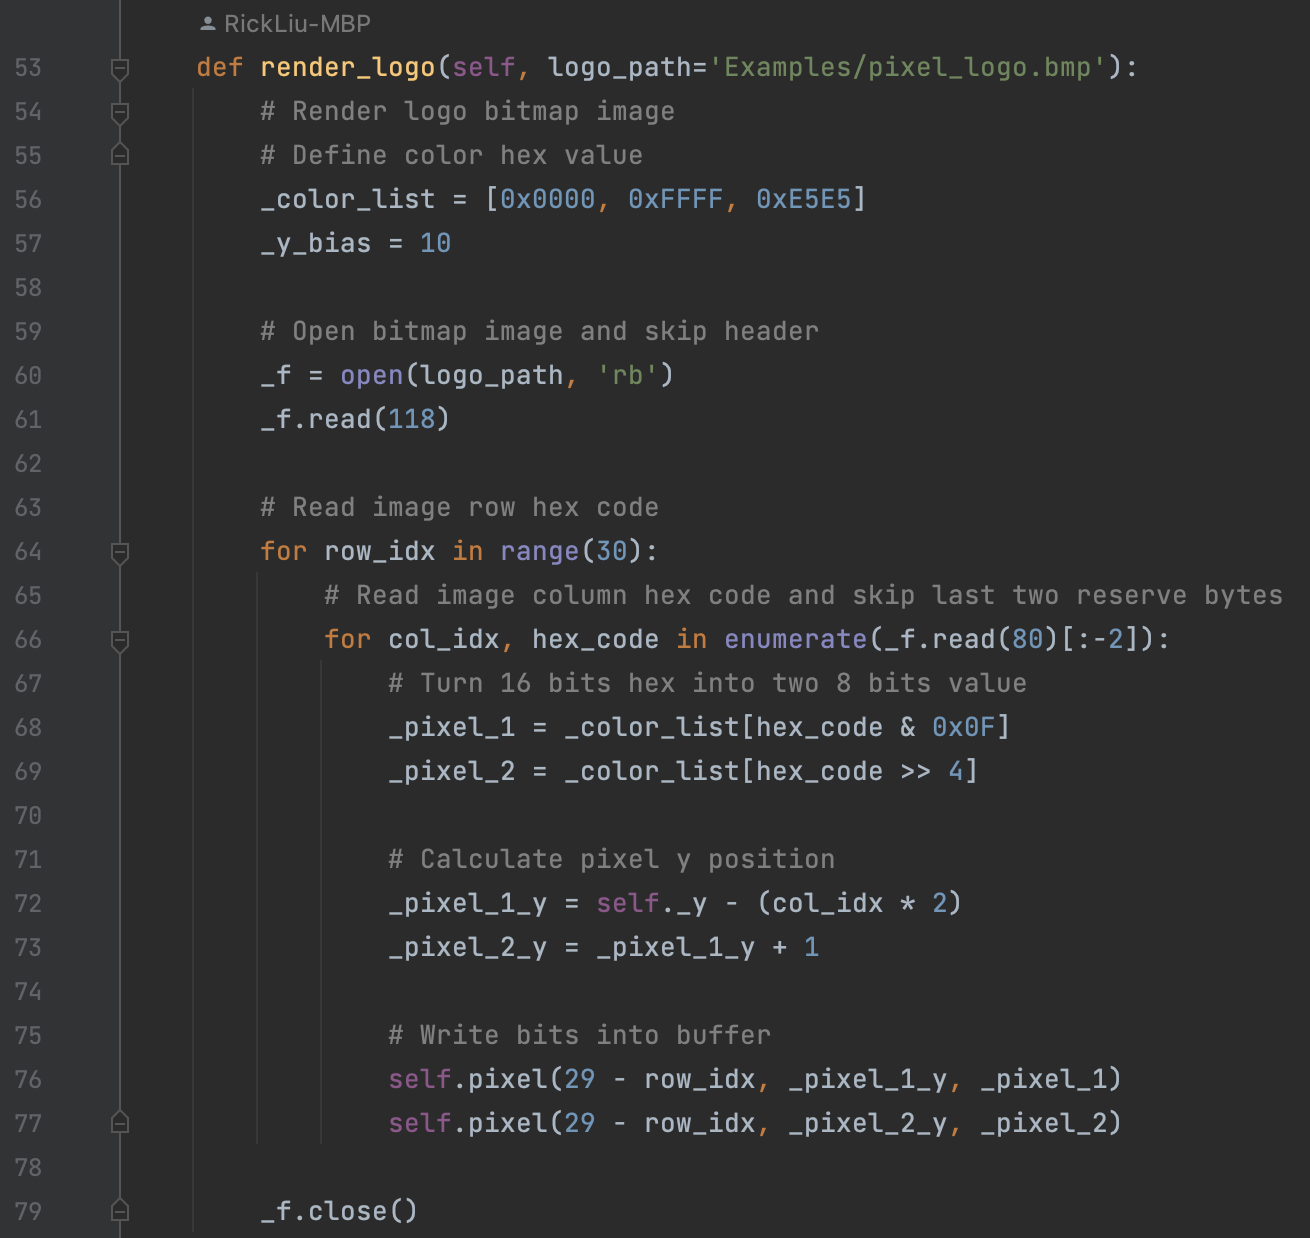 RickLiu-MBP
53 def render_logo(self, logo_path='Examples/pixel_logo.bmp'):
54 # Render logo bitmap image
55 # Define color hex value
56 _color_list = [0x0000, 0xFFFF, 0xE5E5]
57 _y_bias = 10
58
59 # Open bitmap image and skip header
60 _f = open(logo_path, 'rb')
61 _f.read(118)
62
63 # Read image row hex code
64 for row_idx in range(30):
65 # Read image column hex code and skip last two reserve bytes
66 for col_idx, hex_code in enumerate(_f.read(80)[:-2]):
67 # Turn 16 bits hex into two 8 bits value
68 _pixel_1 = _color_list[hex_code & 0x0F]
69 _pixel_2 = _color_list[hex_code >> 4]
70
71 # Calculate pixel y position
72 _pixel_1_y = self._y - (col_idx * 2)
73 _pixel_2_y = _pixel_1_y + 1
74
75 # Write bits into buffer
76 self.pixel(29 - row_idx, _pixel_1_y, _pixel_1)
77 self.pixel(29 - row_idx, _pixel_2_y, _pixel_2)
78
79 _f.close()